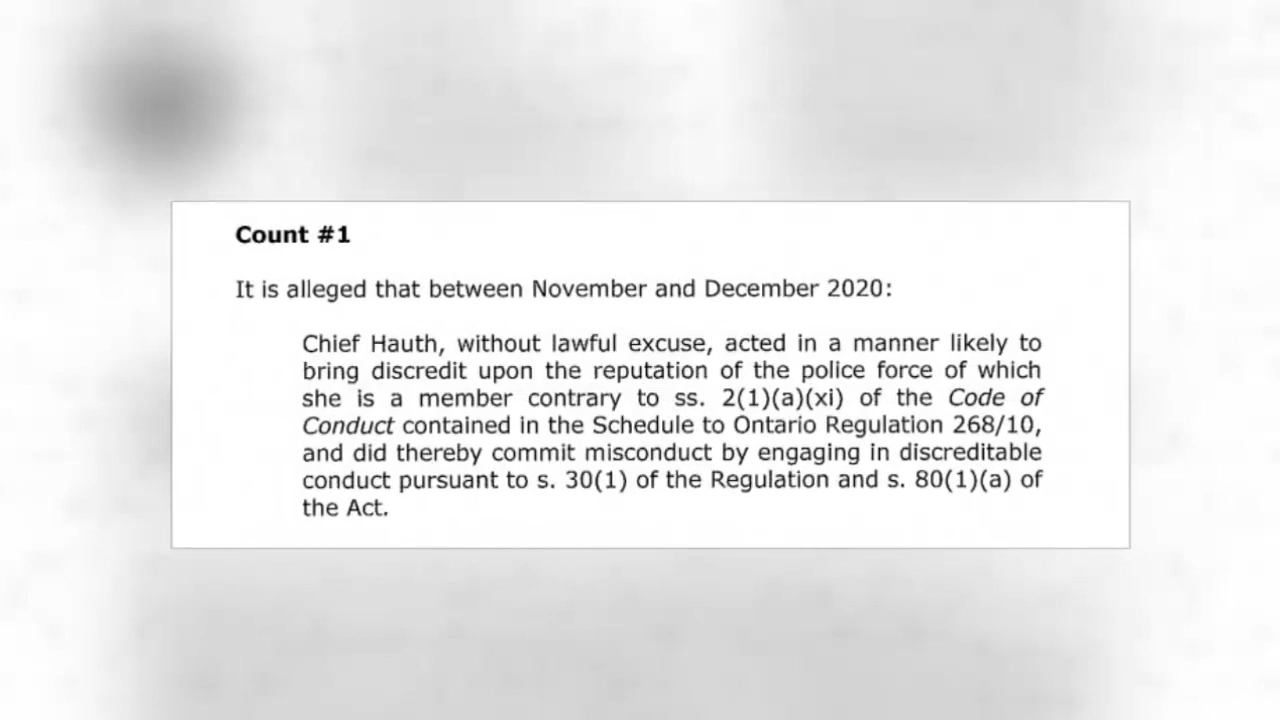 Count #1
It is alleged that between November and December 2020:
Chief Hauth, without lawful excuse, acted in a manner likely to
bring discredit upon the reputation of the police force of which
she is a member contrary to ss. 2(1)(a)(xi) of the Code of
Conduct contained in the Schedule to Ontario Regulation 268/10,
and did thereby commit misconduct by engaging in discreditable
conduct pursuant to s. 30(1) of the Regulation and s. 80(1)(a) of
the Act.